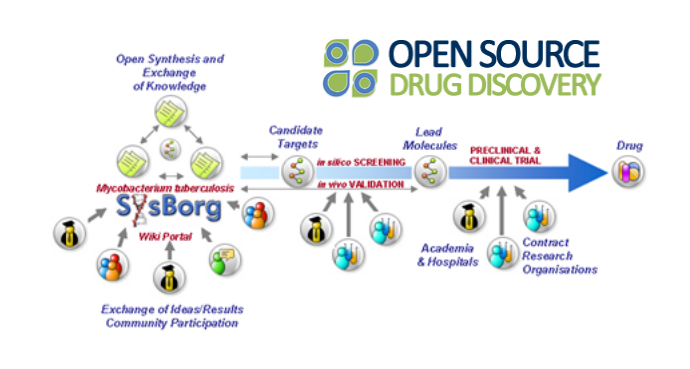 OPEN SOURCE
DRUG DISCOVERY
Open Synthesis and
Exchange
of Knowledge
Candidate
Targets
Lead
Molecules
Drug
in silico SCREENING
PRECLINICAL &
CLINICAL TRIAL
in vivo VALIDATION
Mycobacterium tuberculosis
SysBorg
Wiki Portal
Academia
& Hospitals
Contract
Research
Organisations
Exchange of Ideas/Results
Community Participation